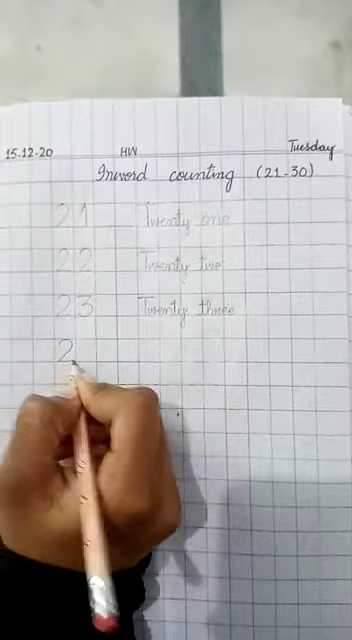 15.12-20 HW Tuesday
Inword counting (21-30)
21 Twenty one
22 Twenty two
23 Twenty three
2